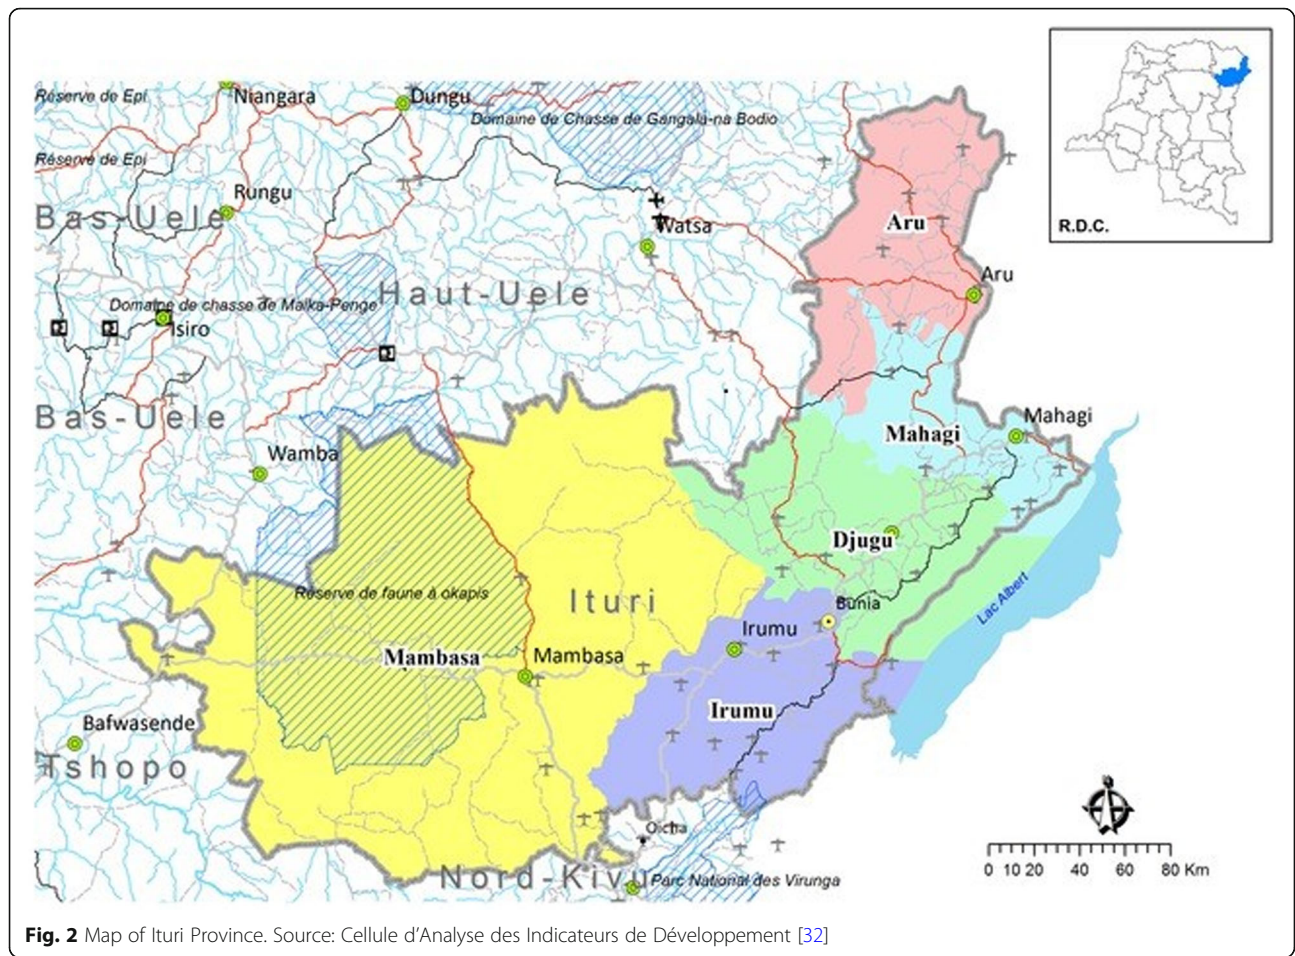 Réserve de Epi
Niangara
Dungu
Domaine de Chasse de Gangala-na Bodio
Réserve de Epi
Rungu
Bas-Uele
Watsa
Aru
R.D.C.
Aru
Haut-Uele
Domaine de chasse de Maika-Penge
Isiro
Bas-Uele
Mahagi
Mahagi
Wamba
Djugu
Réserve de faune à okapis
Ituri
Bunia
Lac Albert
Irumu
Mambasa
Mambasa
Irumu
Bafwasende
Tshopo
Oicha
Nord-Kivu
Parc National des Virunga
0 10 20 40 60 80 Km
Fig. 2 Map of Ituri Province. Source: Cellule d'Analyse des Indicateurs de Développement [32]